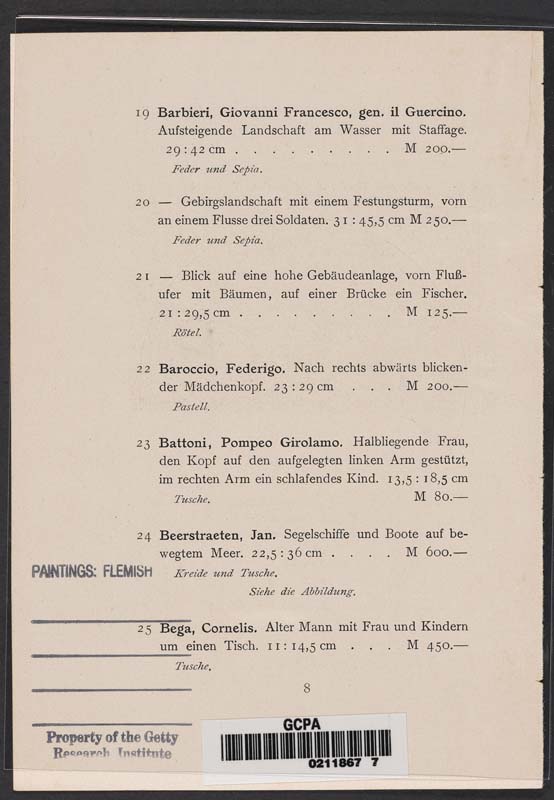 19 Barbieri, Giovanni Francesco, gen. il Guercino.
Aufsteigende Landschaft am Wasser mit Staffage.
29 : 42 cm . . . . . . . . . M 200.—
Feder und Sepia.
20 — Gebirgslandschaft mit einem Festungsturm, vorn
an einem Flusse drei Soldaten. 31 : 45,5 cm M 250.—
Feder und Sepia.
21 — Blick auf eine hohe Gebäudeanlage, vorn Fluß-
ufer mit Bäumen, auf einer Brücke ein Fischer.
21 : 29,5 cm . . . . . . . . . M 125.—
Rötel.
22 Baroccio, Federigo. Nach rechts abwärts blicken-
der Mädchenkopf. 23 : 29 cm . . . M 200.—
Pastell.
23 Battoni, Pompeo Girolamo. Halbliegende Frau,
den Kopf auf den aufgelegten linken Arm gestützt,
im rechten Arm ein schlafendes Kind. 13,5 : 18,5 cm
Tusche. M 80.—
24 Beerstraeten, Jan. Segelschiffe und Boote auf be-
wegtem Meer. 22,5 : 36 cm . . . . M 600.—
PAINTINGS: FLEMISH Kreide und Tusche.
Siehe die Abbildung.
25 Bega, Cornelis. Alter Mann mit Frau und Kindern
um einen Tisch. 11 : 14,5 cm . . . M 450.—
Tusche.
8
Property of the Getty
Research Institute
GCPA
0211867 7